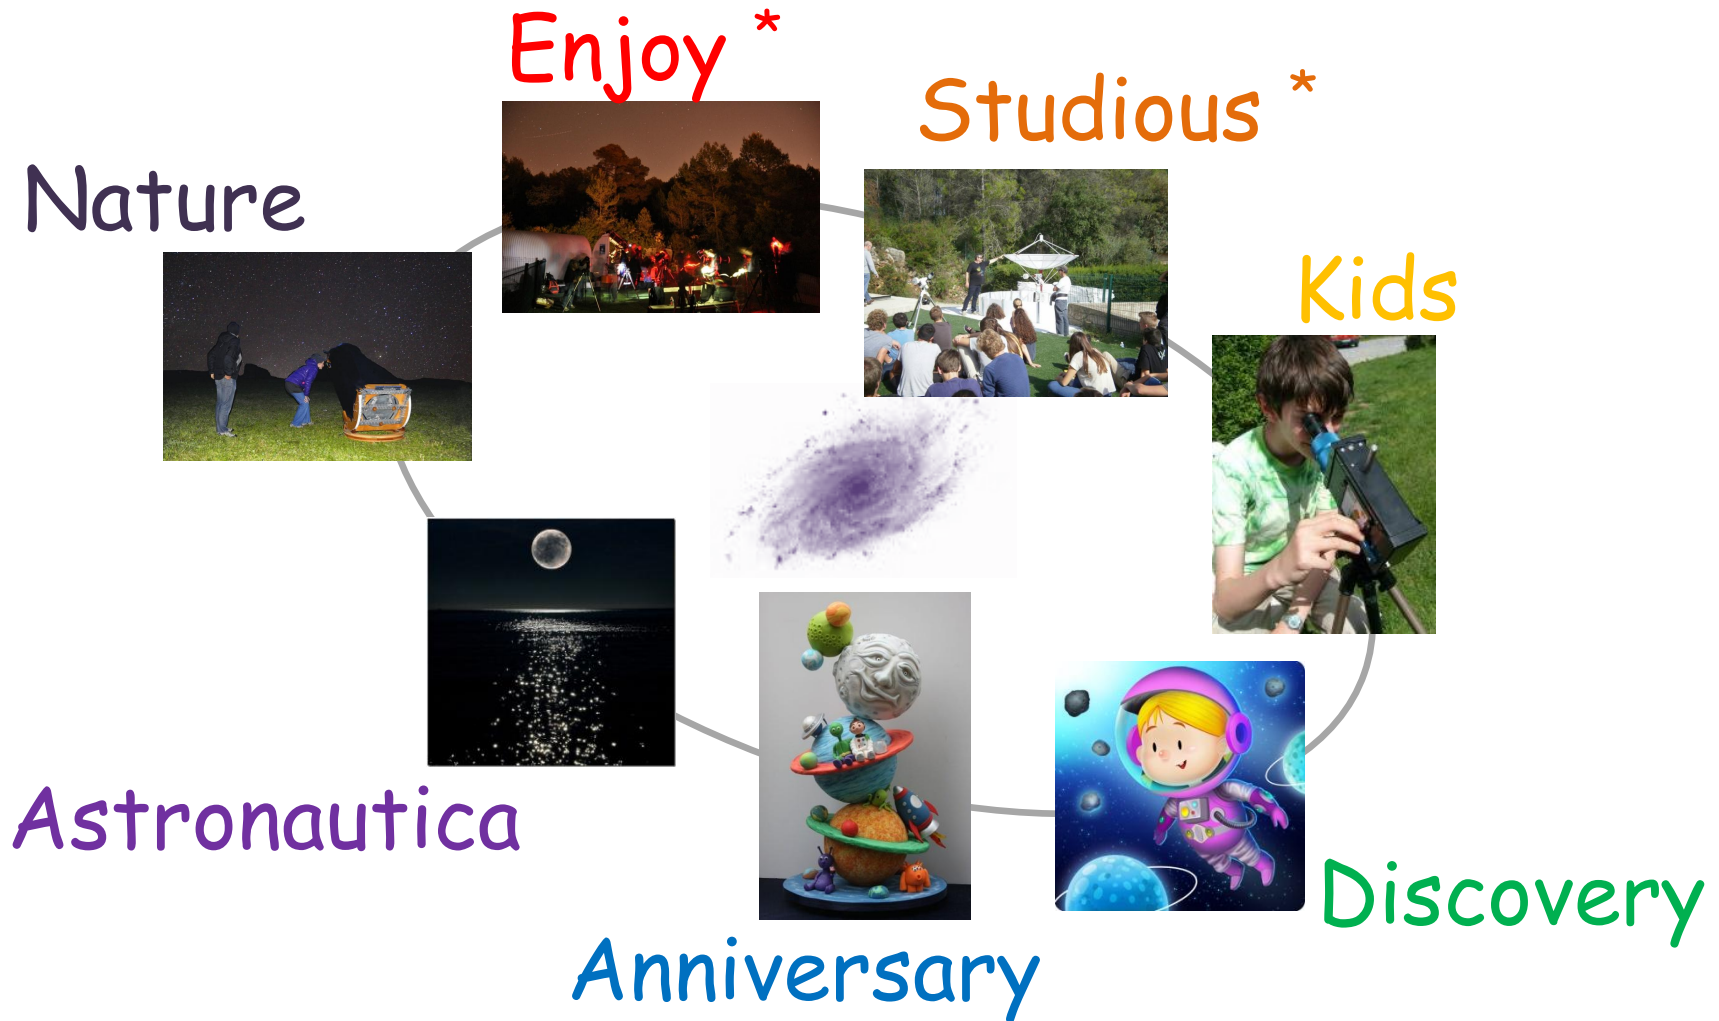 Enjoy *
Studious *
Nature
Kids
Astronautica
Discovery
Anniversary